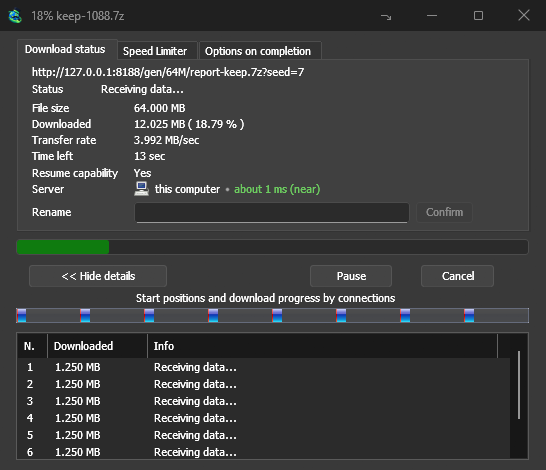 18% keep-1088.7z
Download status Speed Limiter Options on completion
http://127.0.0.1:8188/gen/64M/report-keep.7z?seed=7
Status Receiving data...
File size 64.000 MB
Downloaded 12.025 MB ( 18.79 % )
Transfer rate 3.992 MB/sec
Time left 13 sec
Resume capability Yes
Server this computer • about 1 ms (near)
Rename Confirm
<< Hide details Pause Cancel
Start positions and download progress by connections
N. Downloaded Info
1 1.250 MB Receiving data...
2 1.250 MB Receiving data...
3 1.250 MB Receiving data...
4 1.250 MB Receiving data...
5 1.250 MB Receiving data...
6 1.250 MB Receiving data...